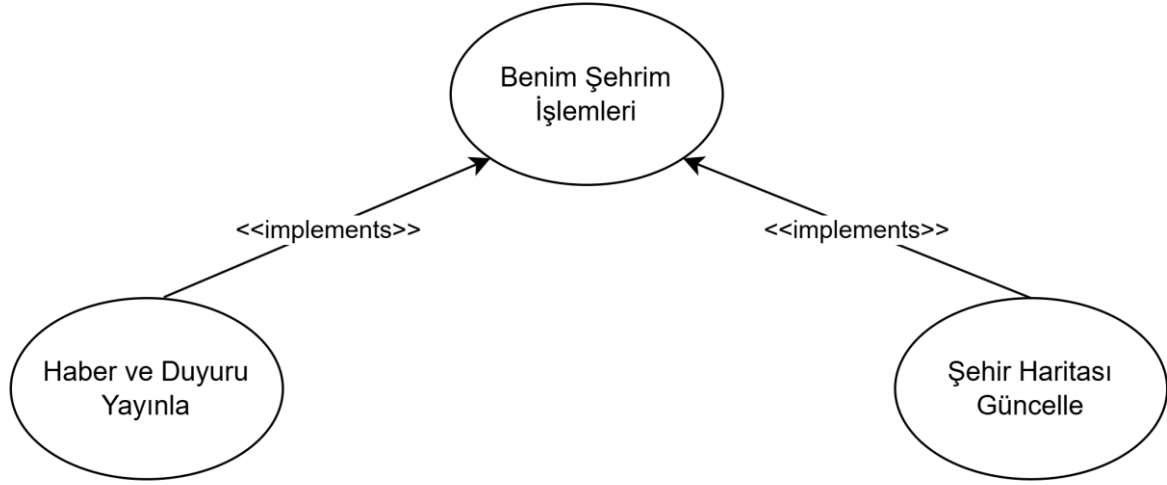 Benim Şehrim
İşlemleri
<<implements>>
<<implements>>
Haber ve Duyuru
Yayınla
Şehir Haritası
Güncelle